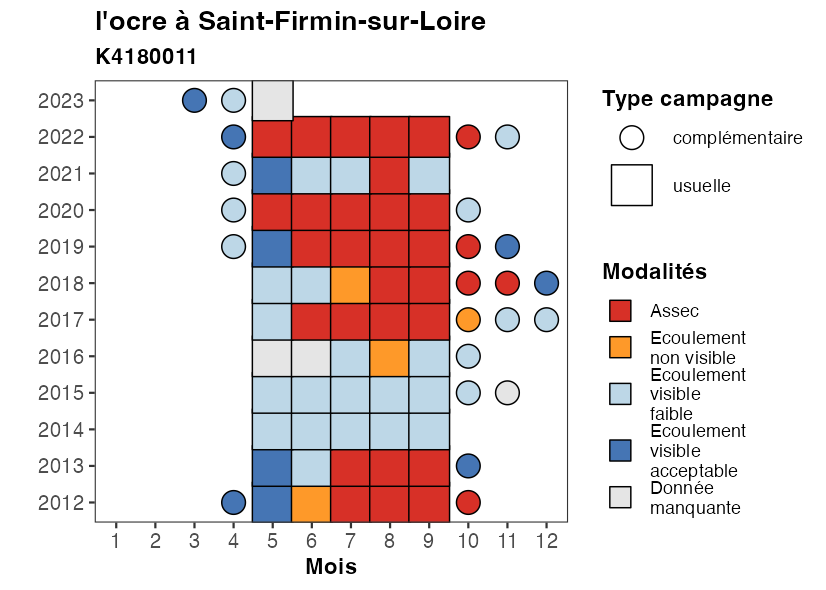 l'ocre à Saint-Firmin-sur-Loire
K4180011
2023
2022
2021
2020
2019
2018
2017
2016
2015
2014
2013
2012
1 2 3 4 5 6 7 8 9 10 11 12
Mois
Type campagne
complémentaire
usuelle
Modalités
Assec
Ecoulement
non visible
Ecoulement
visible
faible
Ecoulement
visible
acceptable
Donnée
manquante